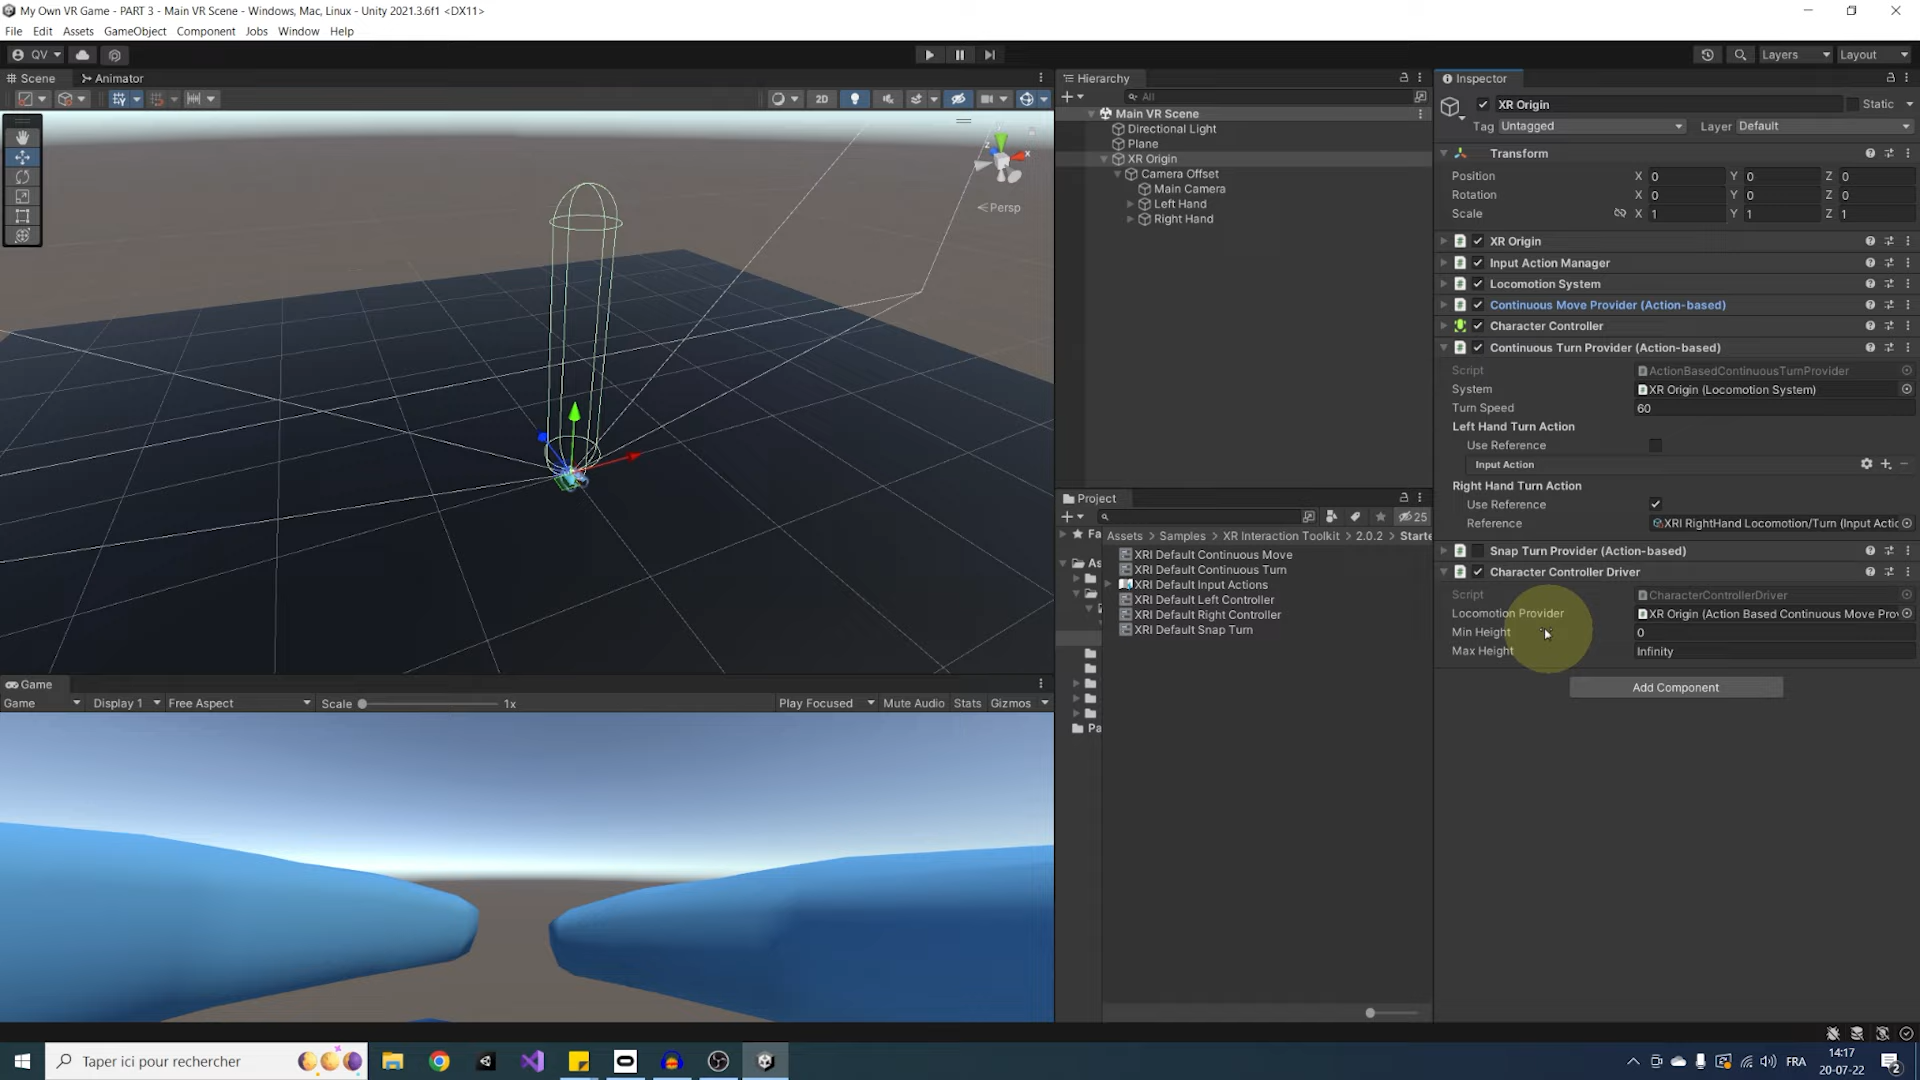 My Own VR Game - PART 3 - Main VR Scene - Windows, Mac, Linux - Unity 2021.3.6f1 <DX11>
File Edit Assets GameObject Component Jobs Window Help
QV
Layers Layout
Scene Animator
2D
z x
Persp
Hierarchy
All
Main VR Scene
Directional Light
Plane
XR Origin
Camera Offset
Main Camera
Left Hand
Right Hand
Inspector
XR Origin Static
Tag Untagged Layer Default
Transform
Position X 0 Y 0 Z 0
Rotation X 0 Y 0 Z 0
Scale X 1 Y 1 Z 1
XR Origin
Input Action Manager
Locomotion System
Continuous Move Provider (Action-based)
Character Controller
Continuous Turn Provider (Action-based)
Script ActionBasedContinuousTurnProvider
System XR Origin (Locomotion System)
Turn Speed 60
Left Hand Turn Action
Use Reference
Input Action
Right Hand Turn Action
Use Reference
Reference XRI RightHand Locomotion/Turn (Input Actic
Snap Turn Provider (Action-based)
Character Controller Driver
Script CharacterControllerDriver
Locomotion Provider XR Origin (Action Based Continuous Move Pro
Min Height 0
Max Height Infinity
Add Component
Project
25
Fa
As
Pa
Assets Samples XR Interaction Toolkit 2.0.2 Starte
XRI Default Continuous Move
XRI Default Continuous Turn
XRI Default Input Actions
XRI Default Left Controller
XRI Default Right Controller
XRI Default Snap Turn
Game
Game Display 1 Free Aspect Scale 1x Play Focused Mute Audio Stats Gizmos
Taper ici pour rechercher
FRA
14:17
20-07-22
2